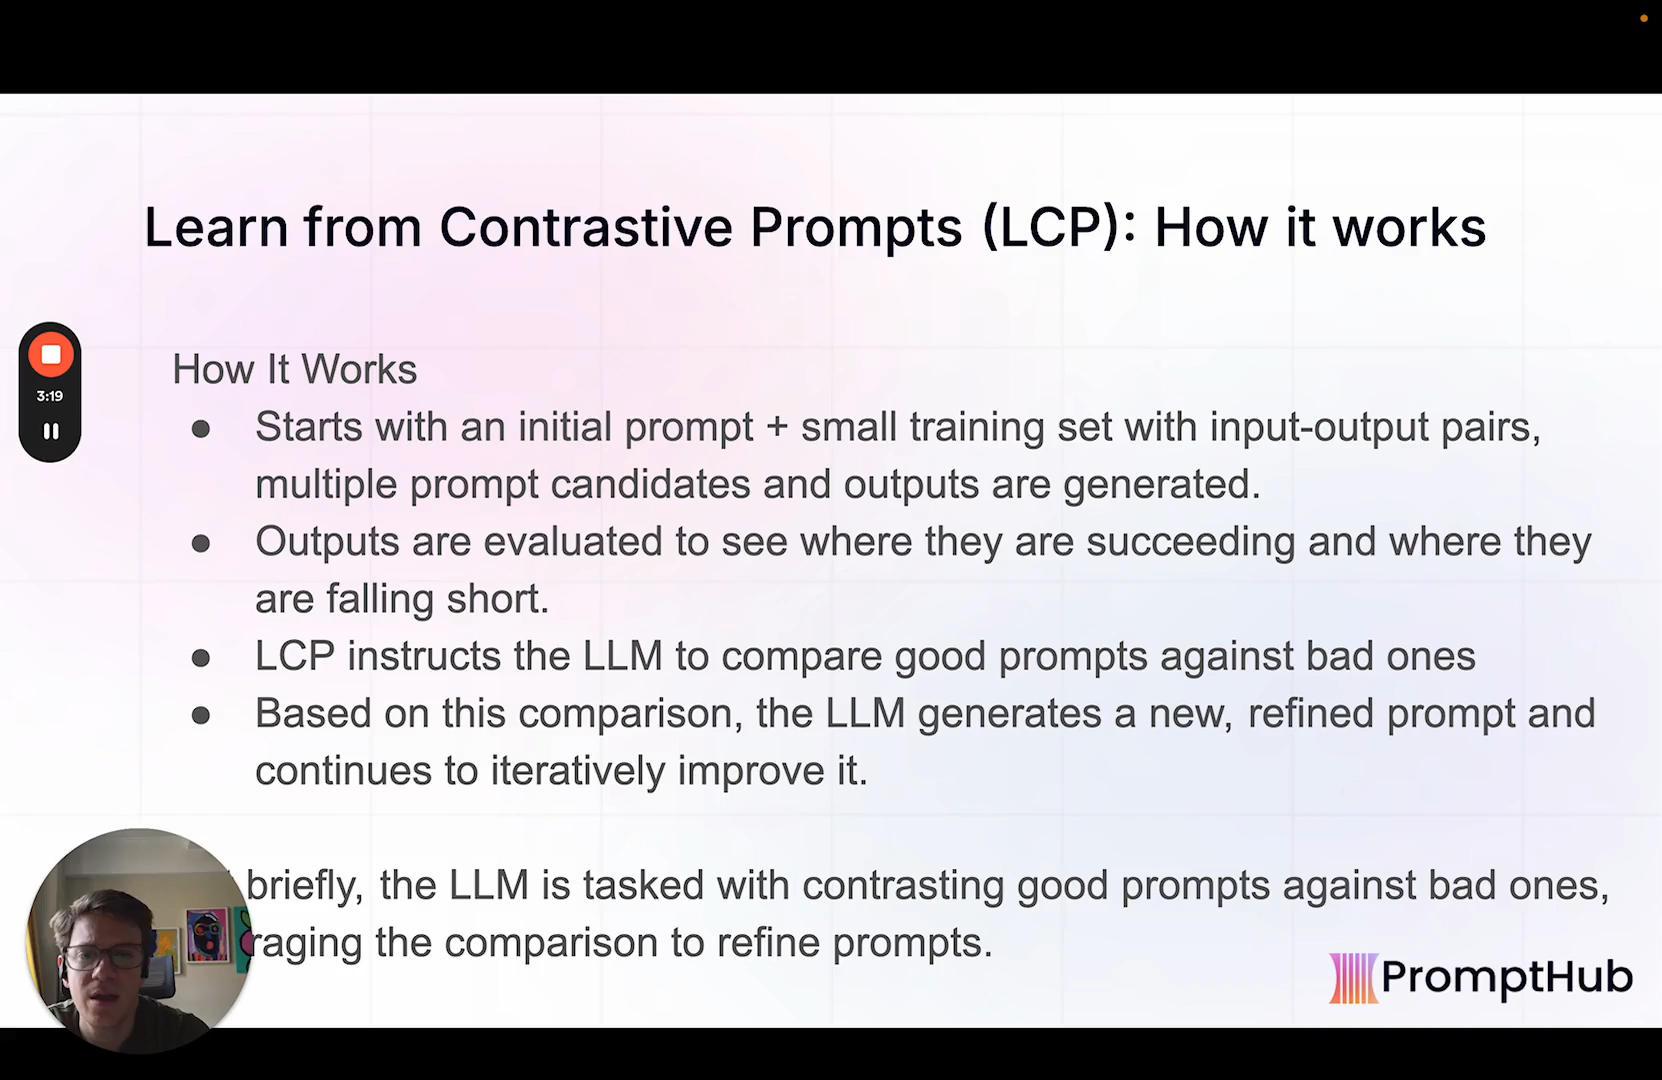 Learn from Contrastive Prompts (LCP): How it works
3:19
How It Works
● Starts with an initial prompt + small training set with input-output pairs,
multiple prompt candidates and outputs are generated.
● Outputs are evaluated to see where they are succeeding and where they
are falling short.
● LCP instructs the LLM to compare good prompts against bad ones
● Based on this comparison, the LLM generates a new, refined prompt and
continues to iteratively improve it.
briefly, the LLM is tasked with contrasting good prompts against bad ones,
raging the comparison to refine prompts.
PromptHub